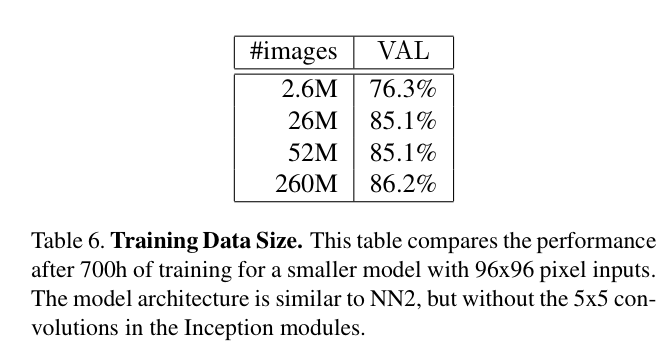 #images VAL
2.6M 76.3%
26M 85.1%
52M 85.1%
260M 86.2%
Table 6. Training Data Size. This table compares the performance
after 700h of training for a smaller model with 96x96 pixel inputs.
The model architecture is similar to NN2, but without the 5x5 con-
volutions in the Inception modules.